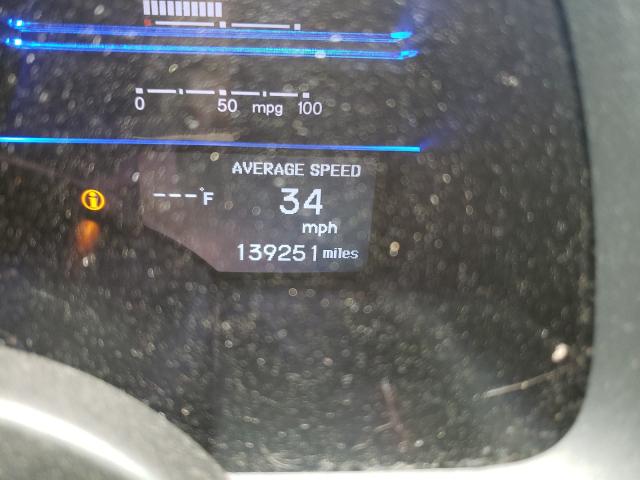 0 50 mpg 100
AVERAGE SPEED
---°F 34
mph
139251 miles